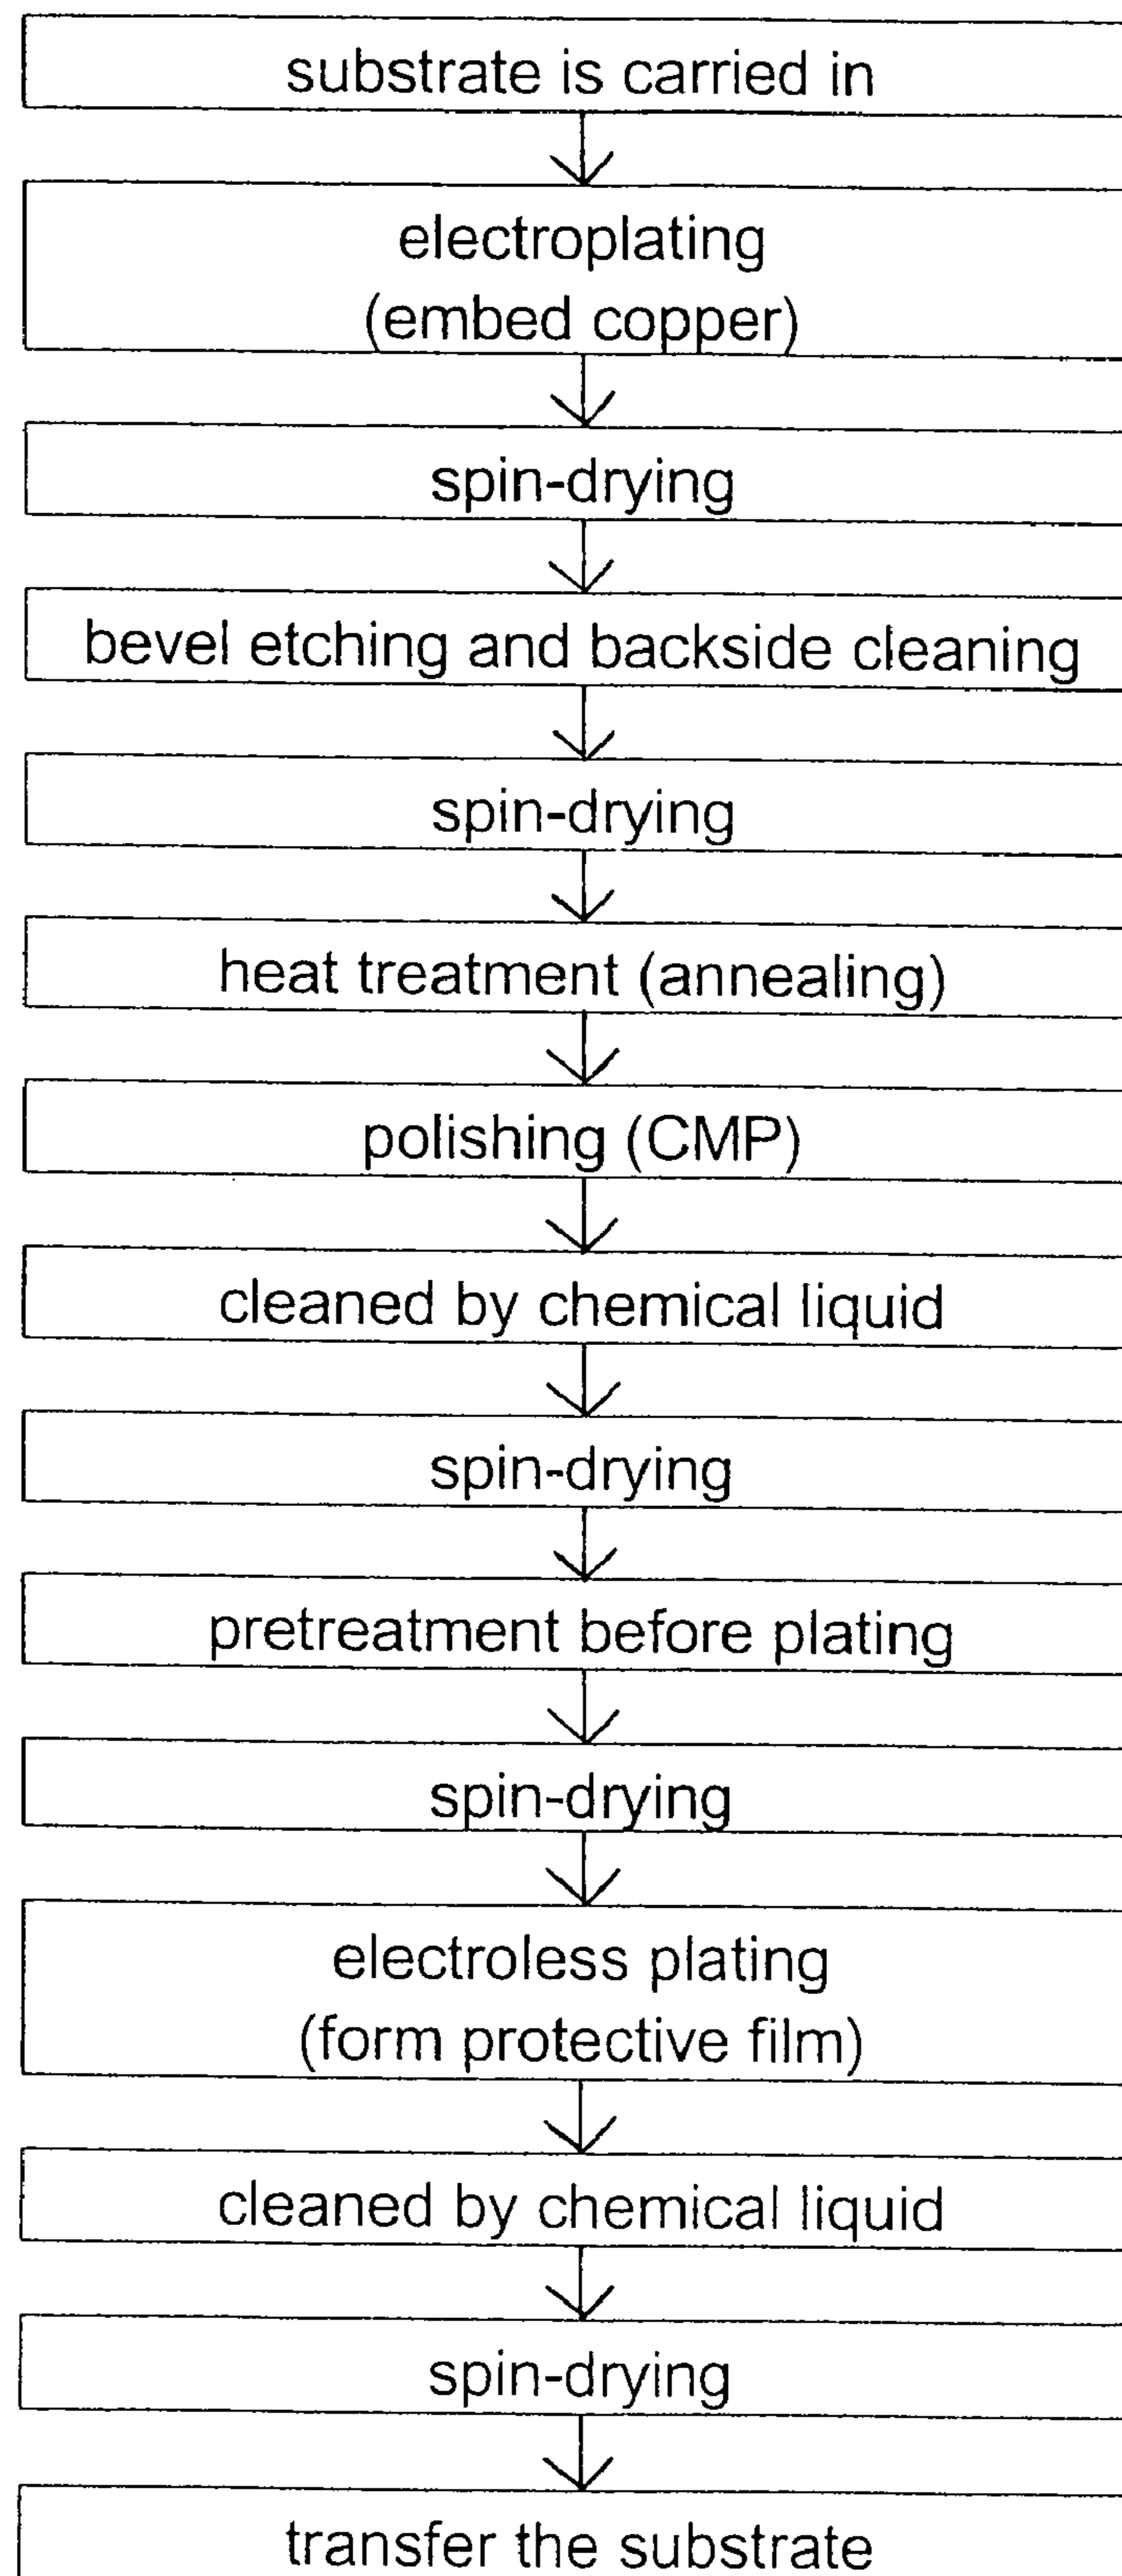 substrate is carried in
electroplating
(embed copper)
spin-drying
bevel etching and backside cleaning
spin-drying
heat treatment (annealing)
polishing (CMP)
cleaned by chemical liquid
spin-drying
pretreatment before plating
spin-drying
electroless plating
(form protective film)
cleaned by chemical liquid
spin-drying
transfer the substrate